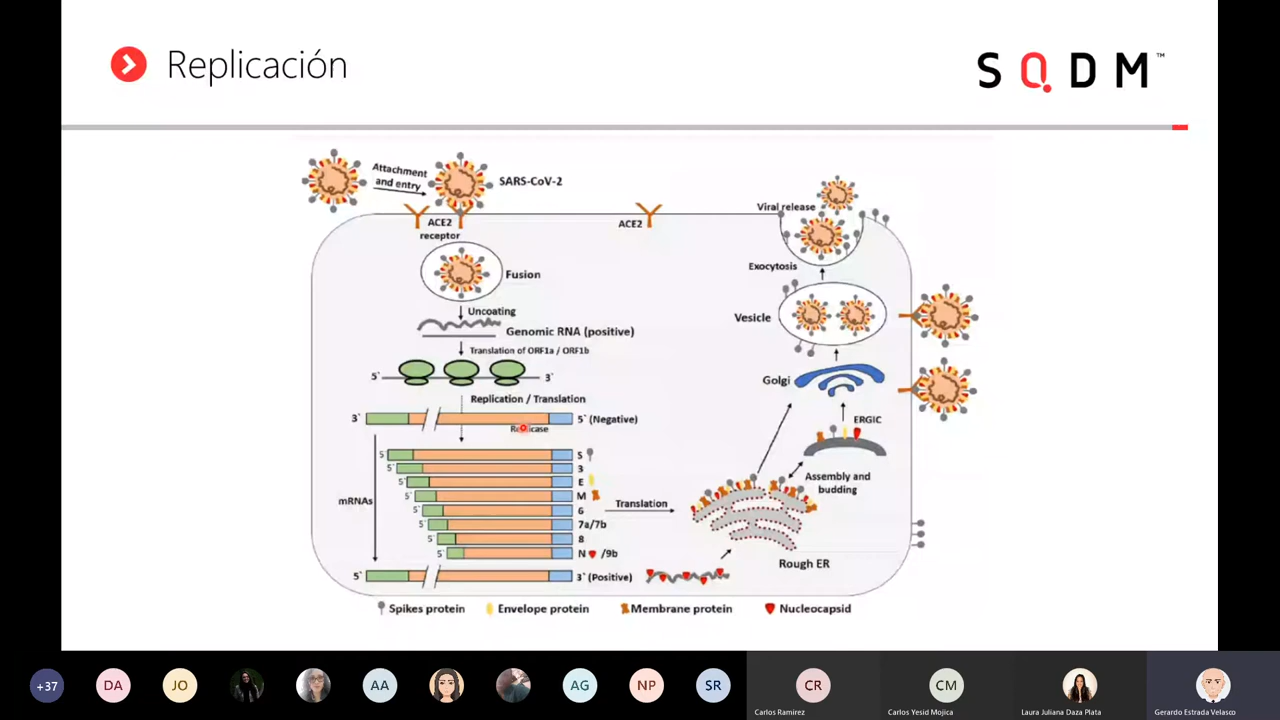 Replicación
SQDM™
Attachment
and entry
SARS-CoV-2
ACE2
receptor
ACE2
Viral release
Exocytosis
Fusion
Uncoating
Genomic RNA (positive)
Vesicle
Translation of ORF1a / ORF1b
5` 3`
Golgi
Replication / Translation
3` 5`(Negative)
ERGIC
5` S
5` 3
5` E
5` M
5` 6
5` 7a/7b
5` 8
5` N /9b
mRNAs
Translation
Assembly and
budding
Rough ER
5` 3`(Positive)
Spikes protein Envelope protein Membrane protein Nucleocapsid
+37 DA JO AA AG NP SR CR CM
Carlos Ramirez Carlos Yesid Mojica Laura Juliana Daza Plata Gerardo Estrada Velasco